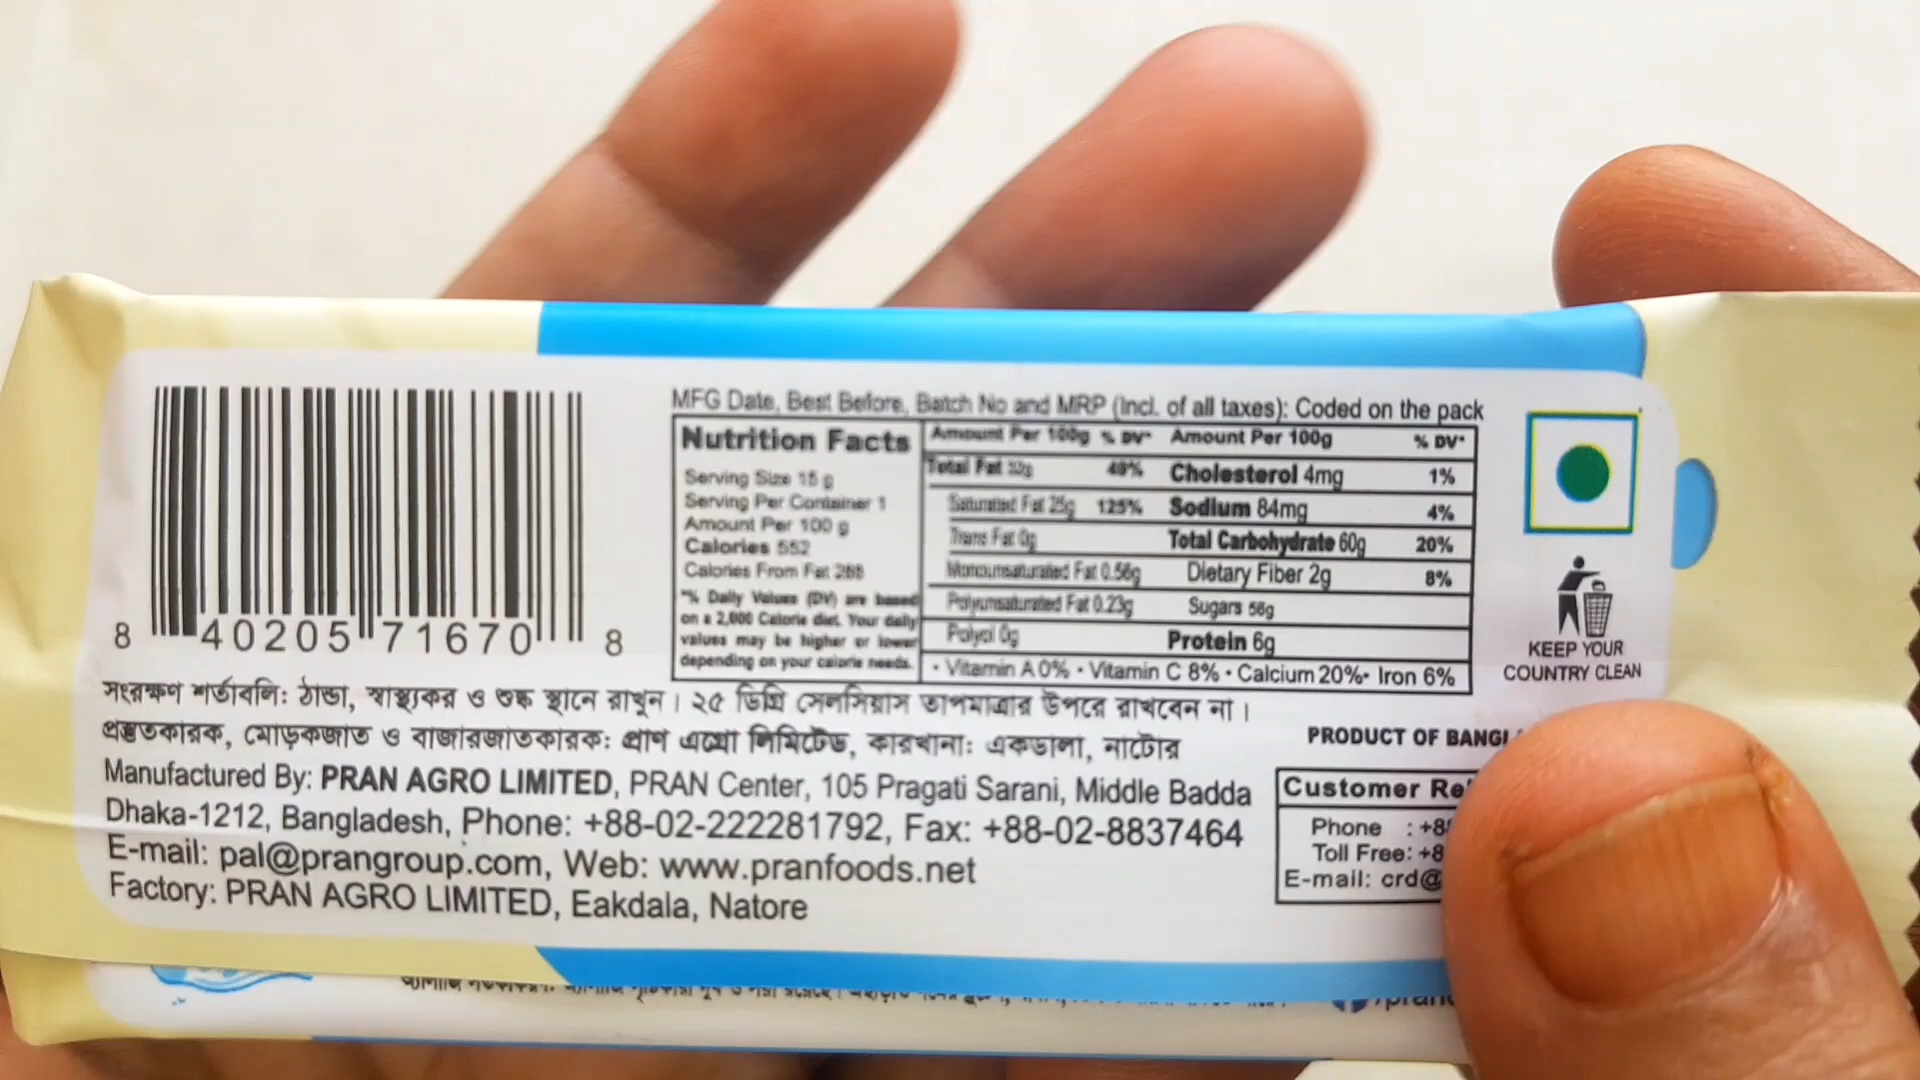 MFG Date, Best Before, Batch No and MRP (Incl. of all taxes): Coded on the pack
Nutrition Facts
Serving Size 15 g
Serving Per Container 1
Amount Per 100 g
Calories 552
Calories From Fat 288
*% Daily Values (DV) are based
on a 2,000 Calorie diet. Your daily
values may be higher or lower
depending on your calorie needs.
Amount Per 100g % DV* Amount Per 100g % DV*
Total Fat 49% Cholesterol 4mg 1%
Saturated Fat 25g 125% Sodium 84mg 4%
Trans Fat 0g Total Carbohydrate 60g 20%
Monounsaturated Fat 0.56g Dietary Fiber 2g 8%
Polyunsaturated Fat 0.23g Sugars 56g
Polyol 0g Protein 6g
• Vitamin A 0% • Vitamin C 8% • Calcium 20% • Iron 6%
8 40205 71670 8
KEEP YOUR
COUNTRY CLEAN
সংরক্ষণ শর্তাবলি: ঠান্ডা, স্বাস্থ্যকর ও শুষ্ক স্থানে রাখুন। ২৫ ডিগ্রি সেলসিয়াস তাপমাত্রার উপরে রাখবেন না।
প্রস্তুতকারক, মোড়কজাত ও বাজারজাতকারক: প্রাণ এগ্রো লিমিটেড, কারখানা: একডালা, নাটোর
Manufactured By: PRAN AGRO LIMITED, PRAN Center, 105 Pragati Sarani, Middle Badda
Dhaka-1212, Bangladesh, Phone: +88-02-222281792, Fax: +88-02-8837464
E-mail: pal@prangroup.com, Web: www.pranfoods.net
Factory: PRAN AGRO LIMITED, Eakdala, Natore
PRODUCT OF
Customer
Phone : +8
Toll Free: +8
E-mail: crd@